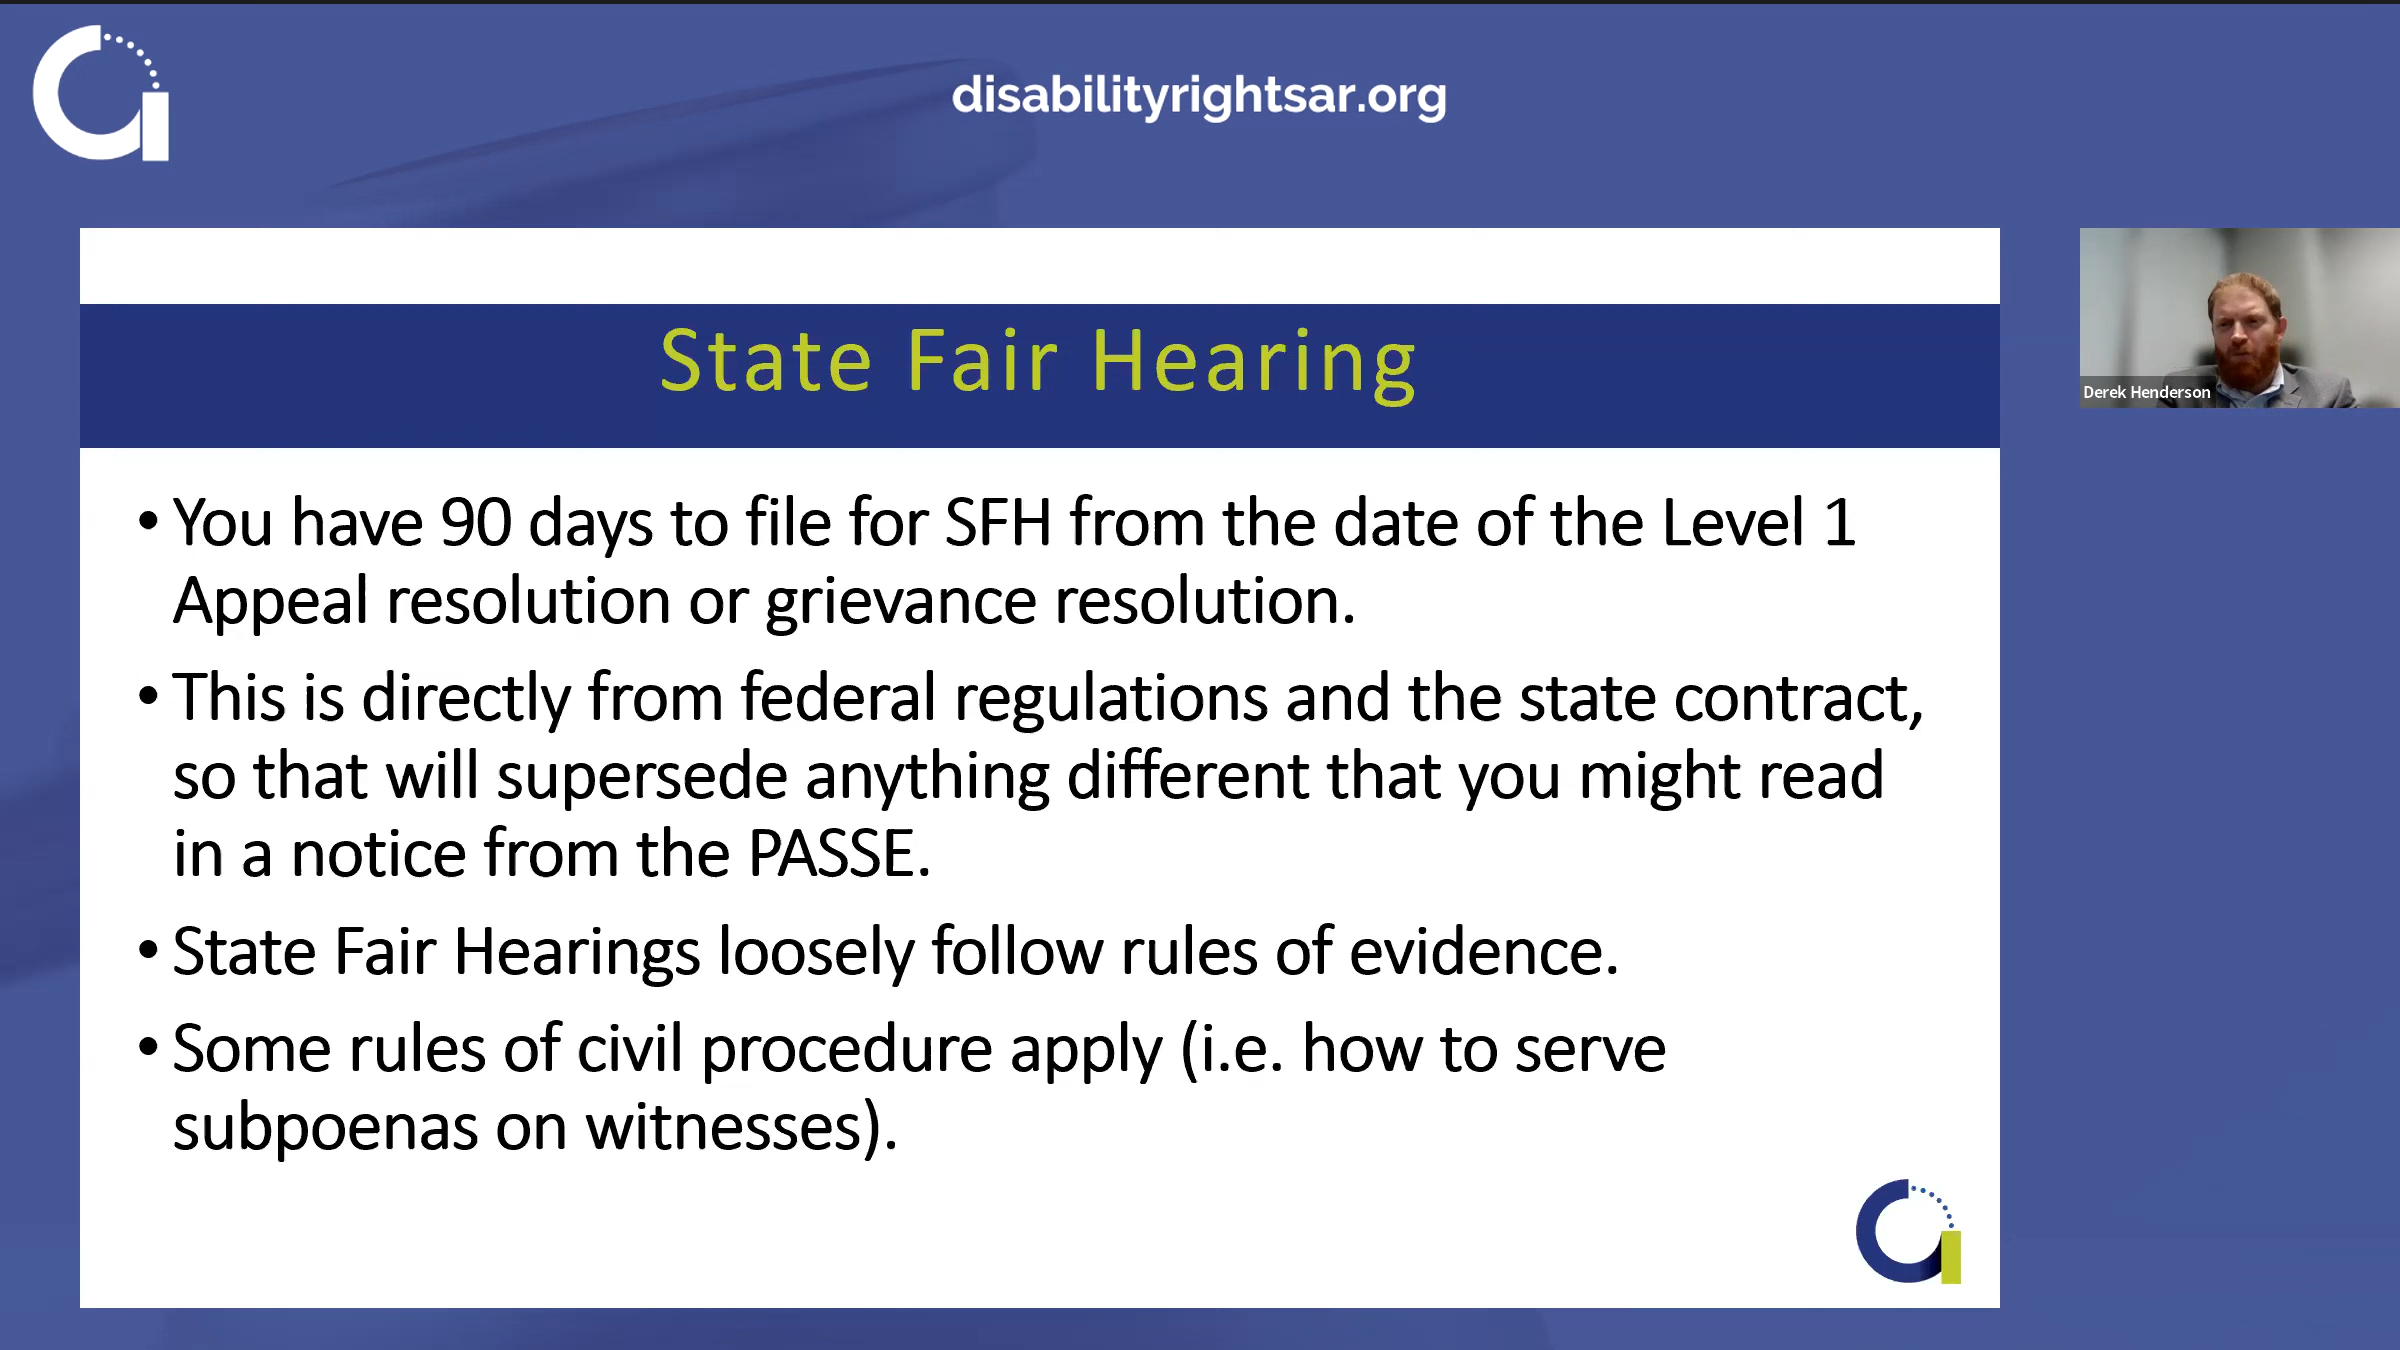 disabilityrightsar.org
State Fair Hearing
• You have 90 days to file for SFH from the date of the Level 1
Appeal resolution or grievance resolution.
• This is directly from federal regulations and the state contract,
so that will supersede anything different that you might read
in a notice from the PASSE.
• State Fair Hearings loosely follow rules of evidence.
• Some rules of civil procedure apply (i.e. how to serve
subpoenas on witnesses).
Derek Henderson